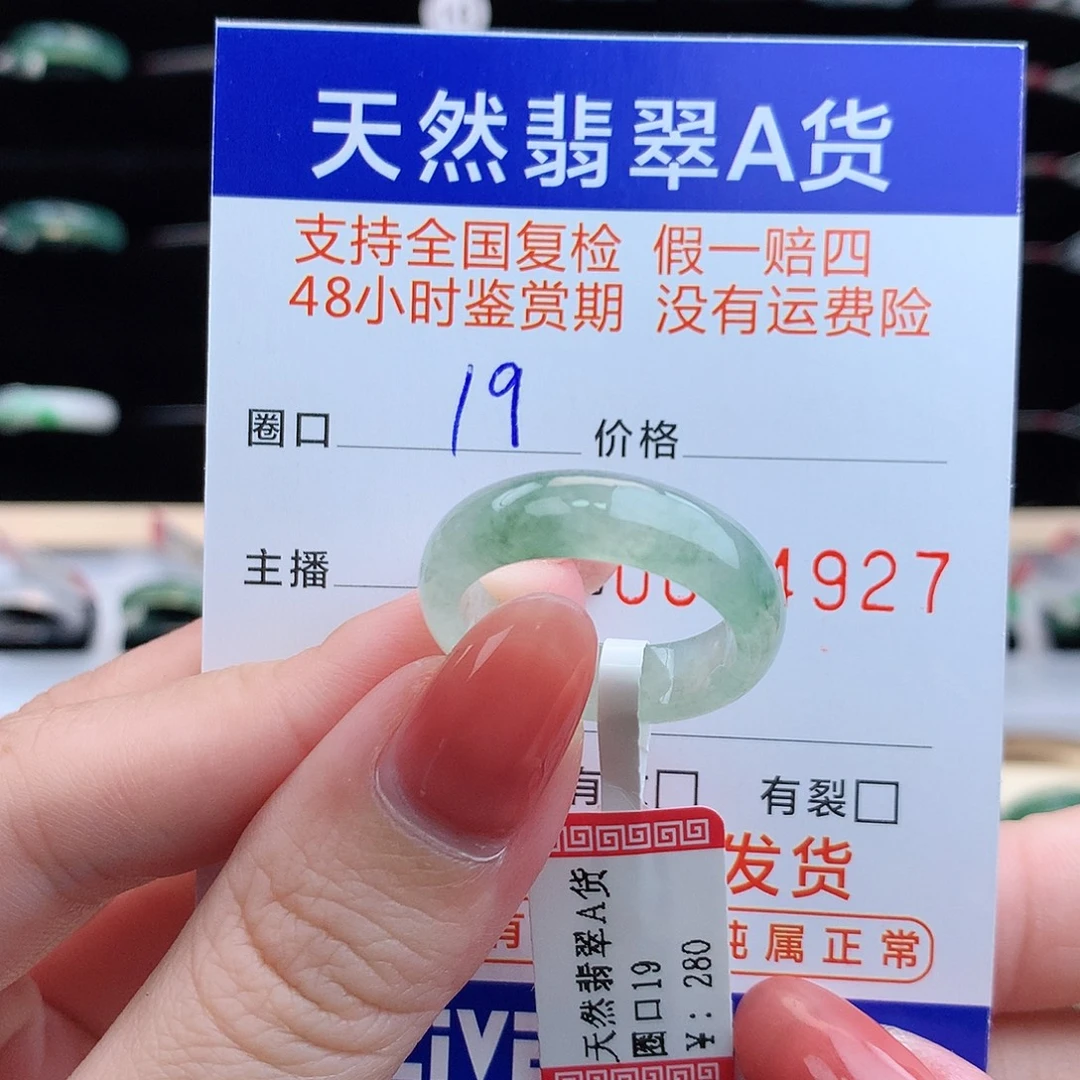 天然翡翠A货
支持全国复检 假一赔四
48小时鉴赏期 没有运费险
圈口 19 价格
主播 4927
有 有裂
发货
纯属正常
天然翡翠A货
圈口19
¥: 280